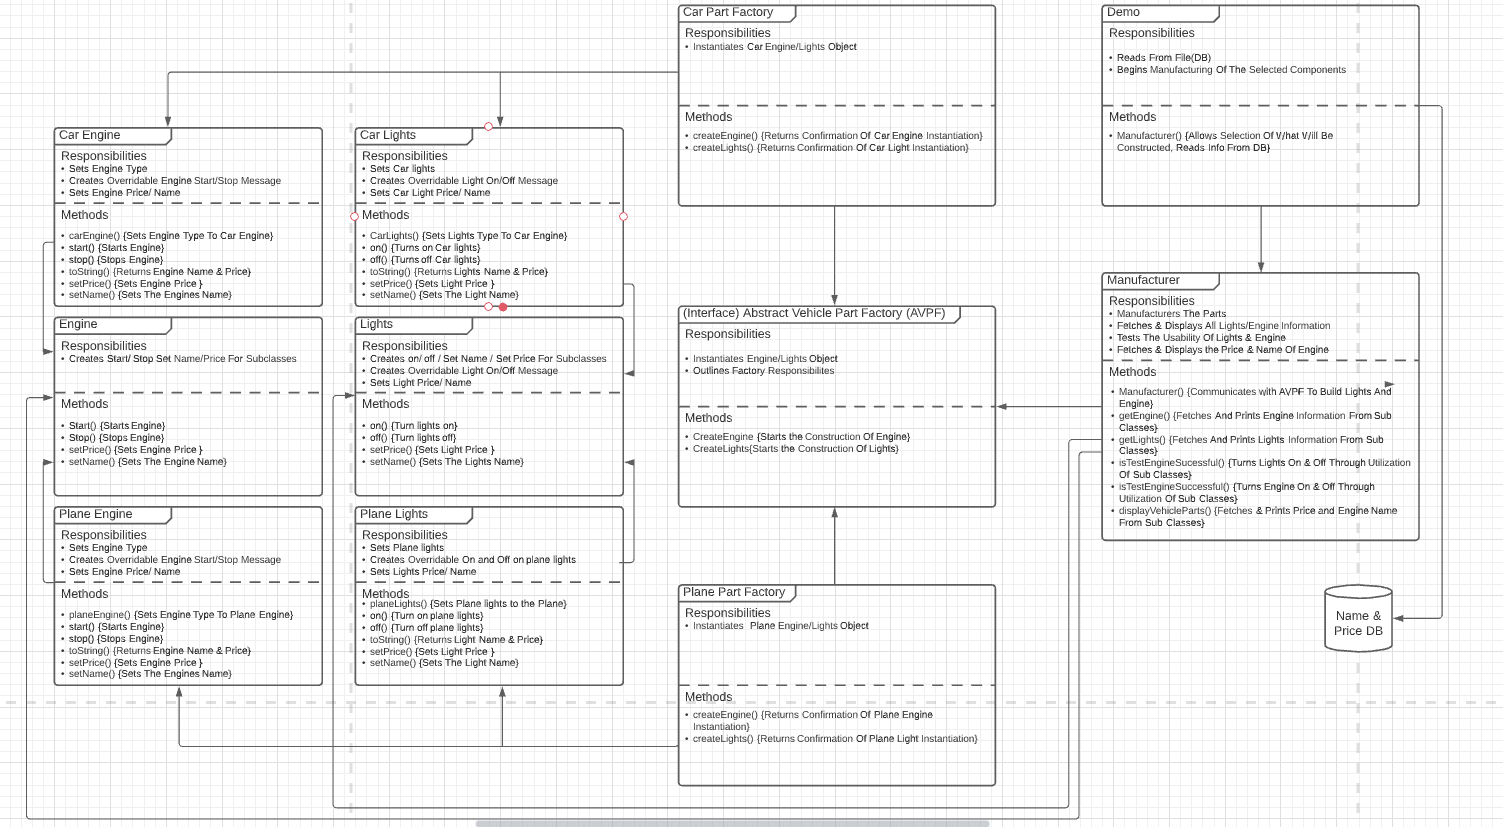 Car Part Factory
Responsibilities
• Instantiates Car Engine/Lights Object
Methods
• createEngine() {Returns Confirmation Of Car Engine Instantiation}
• createLights() {Returns Confirmation Of Car Light Instantiation}
Demo
Responsibilities
• Reads From File(DB)
• Begins Manufacturing Of The Selected Components
Methods
• Manufacturer() {Allows Selection Of What Will Be
Constructed, Reads Info From DB}
Car Engine
Responsibilities
• Sets Engine Type
• Creates Overridable Engine Start/Stop Message
• Sets Engine Price/ Name
Methods
• carEngine() {Sets Engine Type To Car Engine}
• start() {Starts Engine}
• stop() {Stops Engine}
• toString() {Returns Engine Name & Price}
• setPrice() {Sets Engine Price }
• setName() {Sets The Engines Name}
Car Lights
Responsibilities
• Sets Car lights
• Creates Overridable Light On/Off Message
• Sets Car Light Price/ Name
Methods
• CarLights() {Sets Lights Type To Car Engine}
• on() {Turns on Car lights}
• off() {Turns off Car lights}
• toString() {Returns Lights Name & Price}
• setPrice() {Sets Light Price }
• setName() {Sets The Light Name}
Engine
Responsibilities
• Creates Start/ Stop Set Name/Price For Subclasses
Methods
• Start() {Starts Engine}
• Stop() {Stops Engine}
• setPrice() {Sets Engine Price }
• setName() {Sets The Engine Name}
Lights
Responsibilities
• Creates on/ off / Set Name / Set Price For Subclasses
• Creates Overridable Light On/Off Message
• Sets Light Price/ Name
Methods
• on() {Turn lights on}
• off() {Turn lights off}
• setPrice() {Sets Light Price }
• setName() {Sets The Lights Name}
(Interface) Abstract Vehicle Part Factory (AVPF)
Responsibilities
• Instantiates Engine/Lights Object
• Outlines Factory Responsibilites
Methods
• CreateEngine {Starts the Construction Of Engine}
• CreateLights{Starts the Construction Of Lights}
Manufacturer
Responsibilities
• Manufacturers The Parts
• Fetches & Displays All Lights/Engine Information
• Tests The Usability Of Lights & Engine
• Fetches & Displays the Price & Name Of Engine
Methods
• Manufacturer() {Communicates with AVPF To Build Lights And
Engine}
• getEngine() {Fetches And Prints Engine Information From Sub
Classes}
• getLights() {Fetches And Prints Lights Information From Sub
Classes}
• isTestEngineSucessful() {Turns Lights On & Off Through Utilization
Of Sub Classes}
• isTestEngineSuccessful() {Turns Engine On & Off Through
Utilization Of Sub Classes}
• displayVehicleParts() {Fetches & Prints Price and Engine Name
From Sub Classes}
Plane Engine
Responsibilities
• Sets Engine Type
• Creates Overridable Engine Start/Stop Message
• Sets Engine Price/ Name
Methods
• planeEngine() {Sets Engine Type To Plane Engine}
• start() {Starts Engine}
• stop() {Stops Engine}
• toString() {Returns Engine Name & Price}
• setPrice() {Sets Engine Price }
• setName() {Sets The Engines Name}
Plane Lights
Responsibilities
• Sets Plane lights
• Creates Overridable On and Off on plane lights
• Sets Lights Price/ Name
Methods
• planeLights() {Sets Plane lights to the Plane}
• on() {Turn on plane lights}
• off() {Turn off plane lights}
• toString() {Returns Light Name & Price}
• setPrice() {Sets Light Price }
• setName() {Sets The Light Name}
Plane Part Factory
Responsibilities
• Instantiates Plane Engine/Lights Object
Methods
• createEngine() {Returns Confirmation Of Plane Engine
Instantiation}
• createLights() {Returns Confirmation Of Plane Light Instantiation}
Name &
Price DB